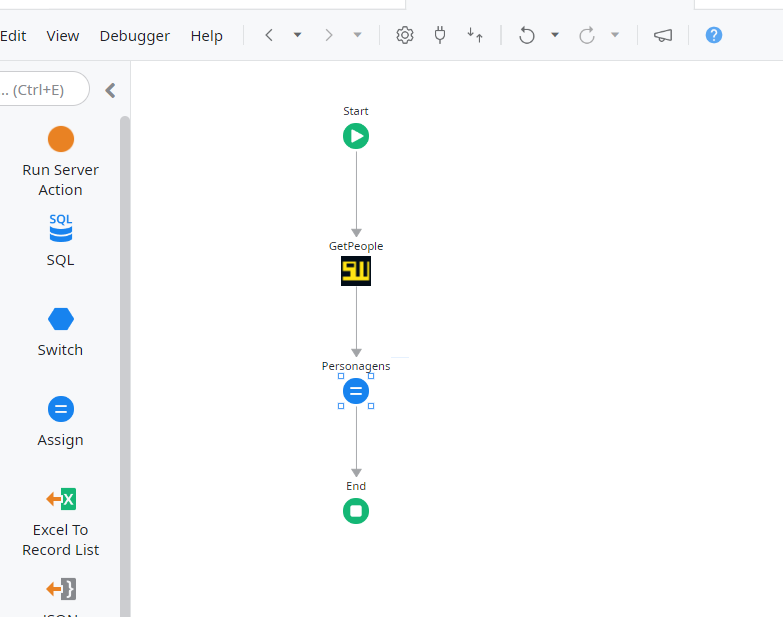 Edit View Debugger Help
.. (Ctrl+E)
Run Server
Action
SQL
SQL
Switch
Assign
X
Excel To
Record List
}
Start
GetPeople
SW
Personagens
End
?